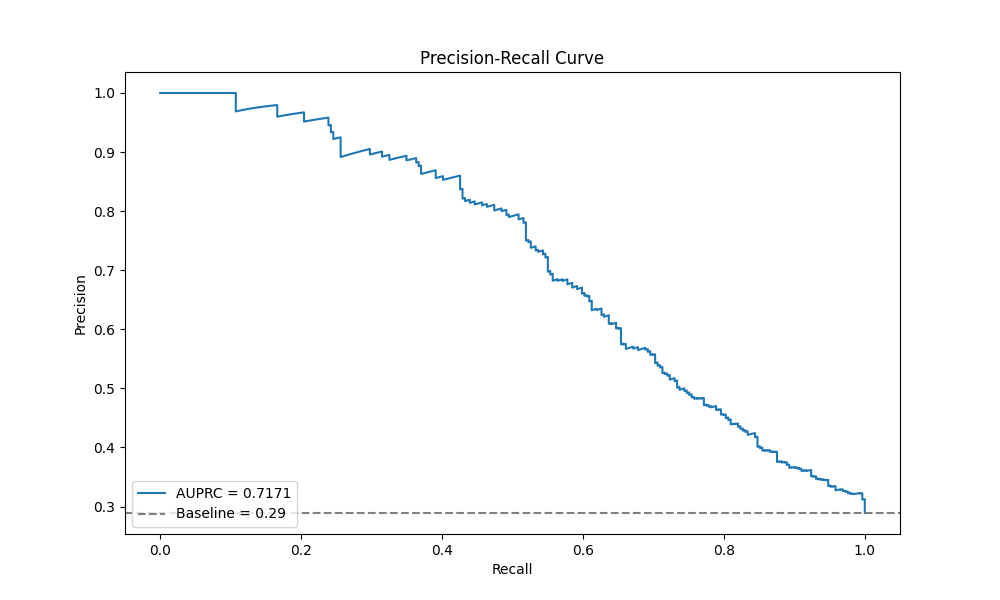 Precision-Recall Curve
Precision
1.0
0.9
0.8
0.7
0.6
0.5
0.4
0.3
AUPRC = 0.7171
Baseline = 0.29
0.0 0.2 0.4 0.6 0.8 1.0
Recall